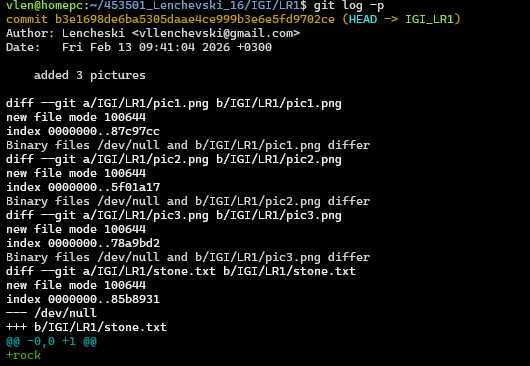 vlen@homepc:~/453501_Lenchevski_16/IGI/LR1$ git log -p
commit b3e1698de6ba5305daae4ce999b3e6e5fd9702ce (HEAD -> IGI_LR1)
Author: Lencheski <vllenchevski@gmail.com>
Date:   Fri Feb 13 09:41:04 2026 +0300

    added 3 pictures

diff --git a/IGI/LR1/pic1.png b/IGI/LR1/pic1.png
new file mode 100644
index 0000000..87c97cc
Binary files /dev/null and b/IGI/LR1/pic1.png differ
diff --git a/IGI/LR1/pic2.png b/IGI/LR1/pic2.png
new file mode 100644
index 0000000..5f01a17
Binary files /dev/null and b/IGI/LR1/pic2.png differ
diff --git a/IGI/LR1/pic3.png b/IGI/LR1/pic3.png
new file mode 100644
index 0000000..78a9bd2
Binary files /dev/null and b/IGI/LR1/pic3.png differ
diff --git a/IGI/LR1/stone.txt b/IGI/LR1/stone.txt
new file mode 100644
index 0000000..85b8931
--- /dev/null
+++ b/IGI/LR1/stone.txt
@@ -0,0 +1 @@
+rock